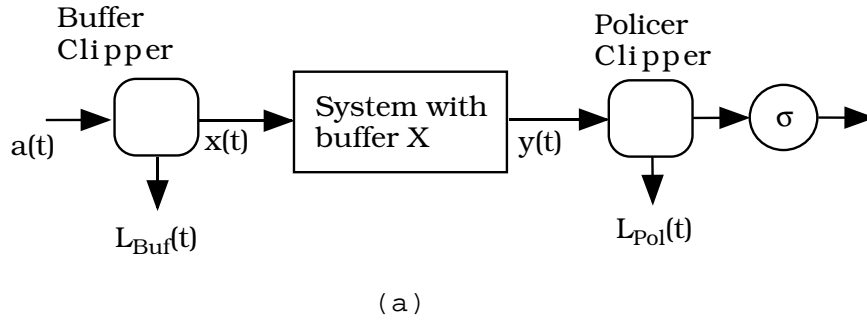 Buffer
Clipper
Policer
Clipper
System with
buffer X
σ
a(t)
x(t)
y(t)
L_Buf(t)
L_Pol(t)
(a)